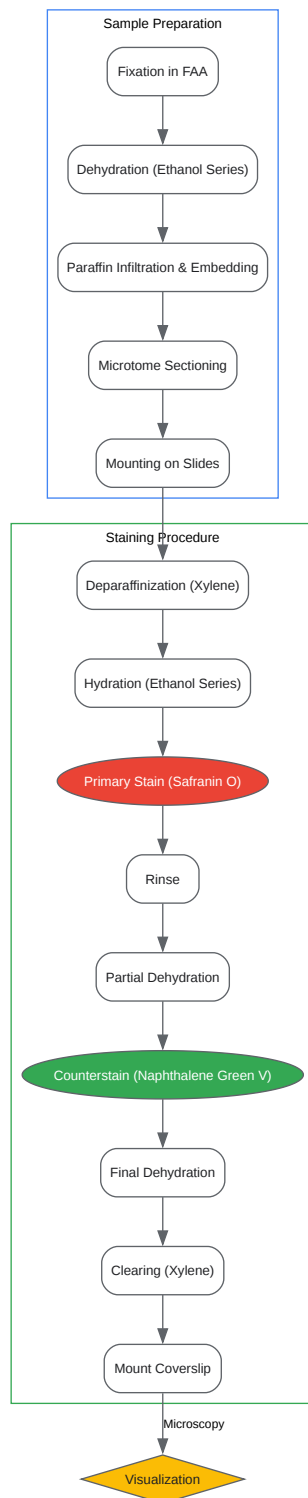 Sample Preparation
Fixation in FAA
Dehydration (Ethanol Series)
Paraffin Infiltration & Embedding
Microtome Sectioning
Mounting on Slides
Staining Procedure
Deparaffinization (Xylene)
Hydration (Ethanol Series)
Primary Stain (Safranin O)
Rinse
Partial Dehydration
Counterstain (Naphthalene Green V)
Final Dehydration
Clearing (Xylene)
Mount Coverslip
Microscopy
Visualization